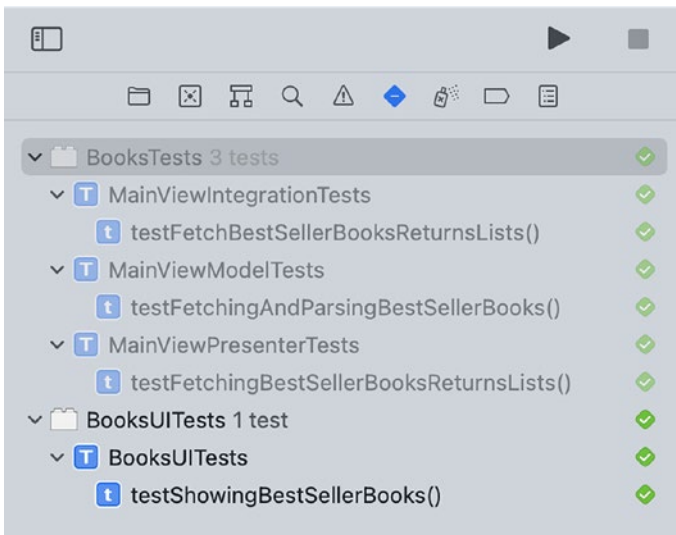 BooksTests 3 tests
T MainViewIntegrationTests
t testFetchBestSellerBooksReturnsLists()
T MainViewModelTests
t testFetchingAndParsingBestSellerBooks()
T MainViewPresenterTests
t testFetchingBestSellerBooksReturnsLists()
BooksUITests 1 test
T BooksUITests
t testShowingBestSellerBooks()